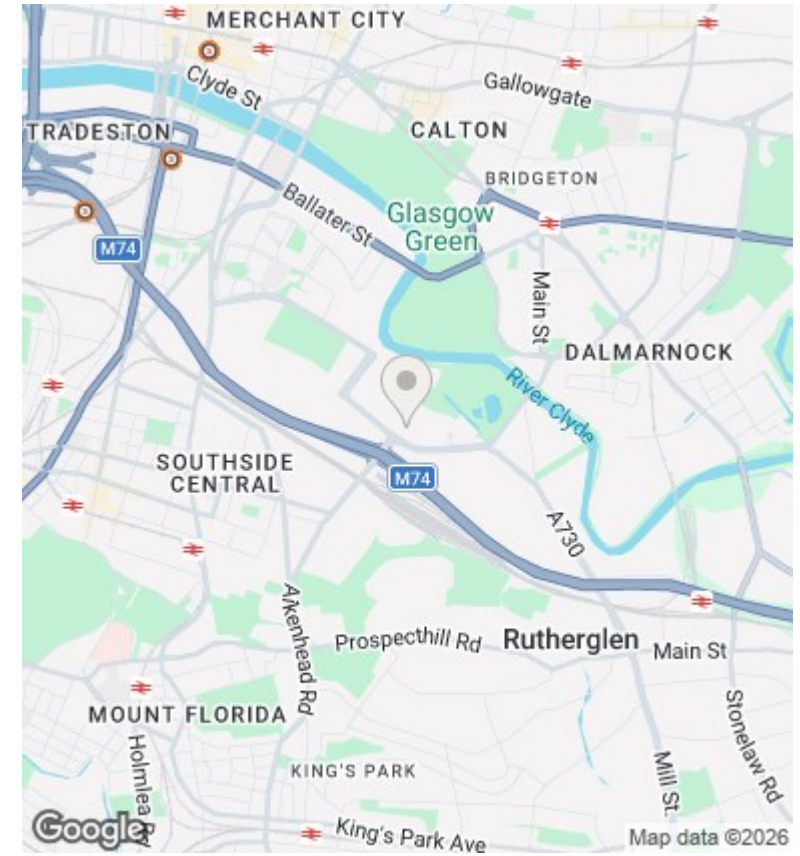 MERCHANT CITY
Clyde St
Gallowgate
TRADESTON
CALTON
BRIDGETON
Ballater St
Glasgow
Green
M74
Main St
DALMARNOCK
River Clyde
SOUTHSIDE
CENTRAL
M74
A730
Aikenhead Rd
Prospecthill Rd
Rutherglen
Main St
MOUNT FLORIDA
Holmlea Rd
Stonelaw Rd
KING'S PARK
Mill St.
Google
King's Park Ave
Map data ©2026